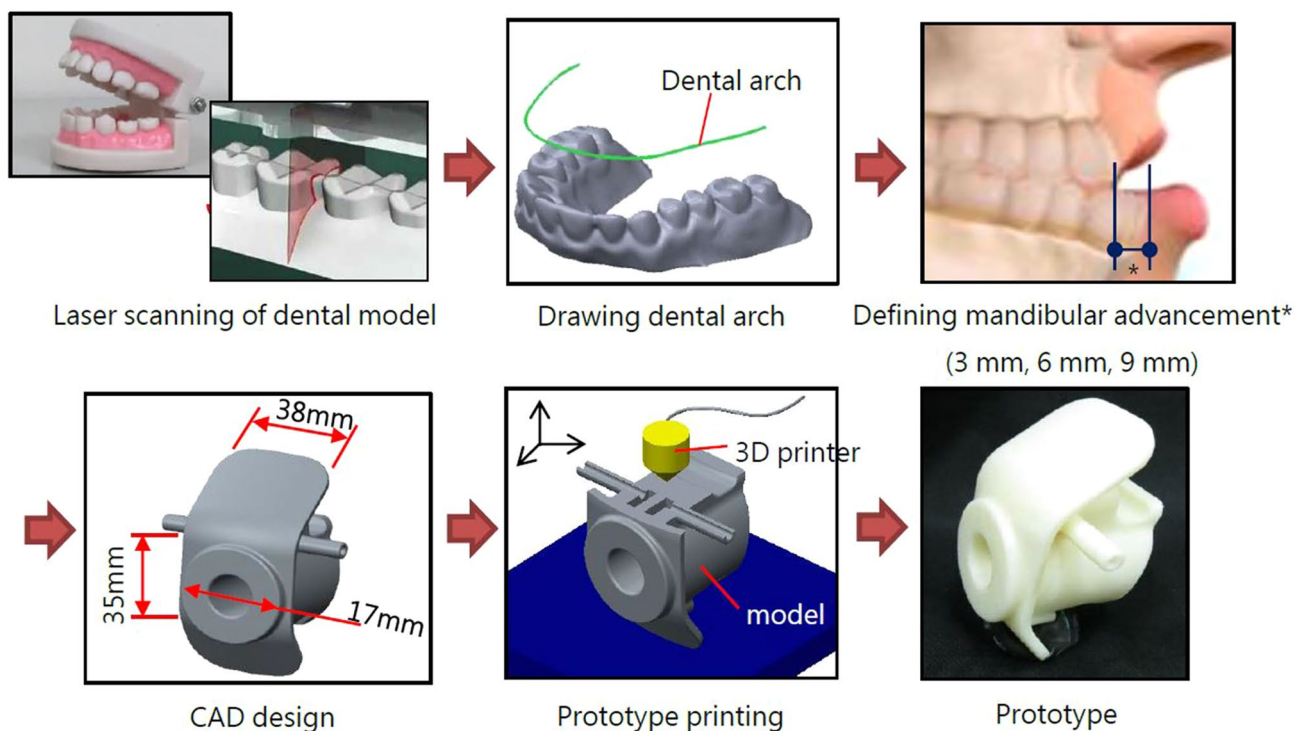 Dental arch
Laser scanning of dental model
Drawing dental arch
Defining mandibular advancement*
(3 mm, 6 mm, 9 mm)
*
38mm
35mm
17mm
3D printer
model
CAD design
Prototype printing
Prototype